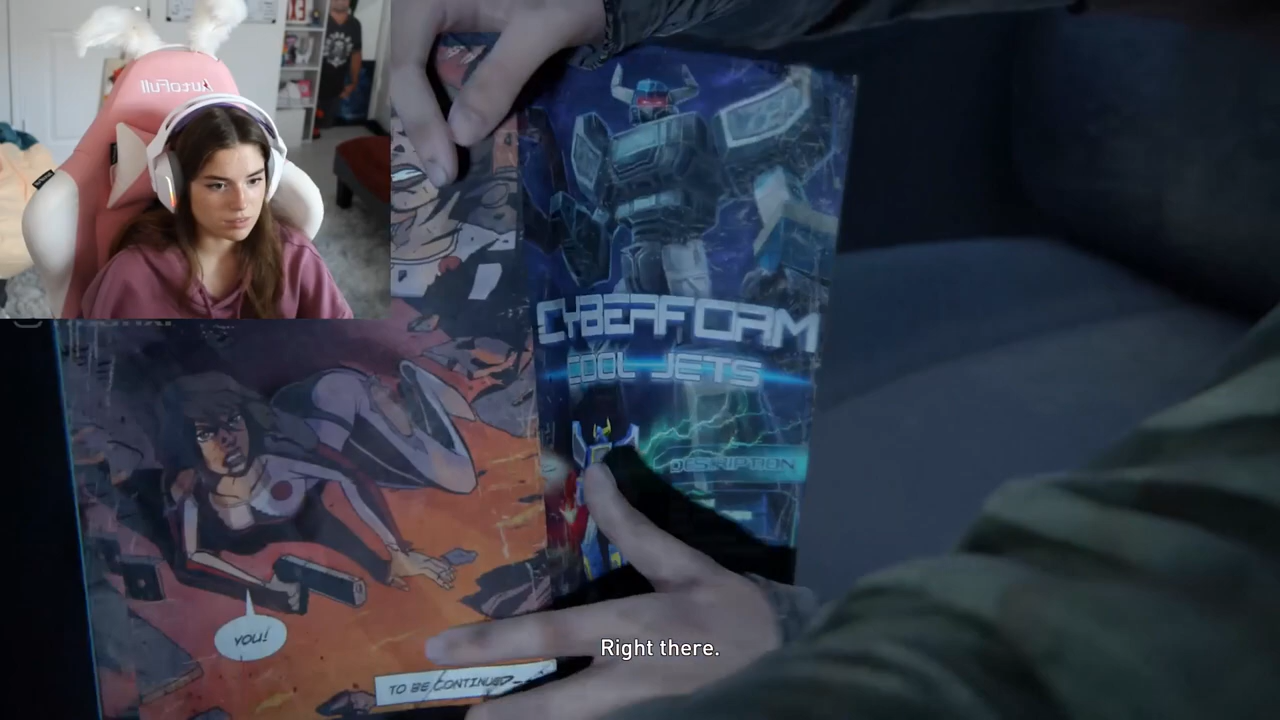 AutoFull
CYBERFORM
COOL JETS
DESCRIPTION
YOU!
Right there.
TO BE CONTINUED